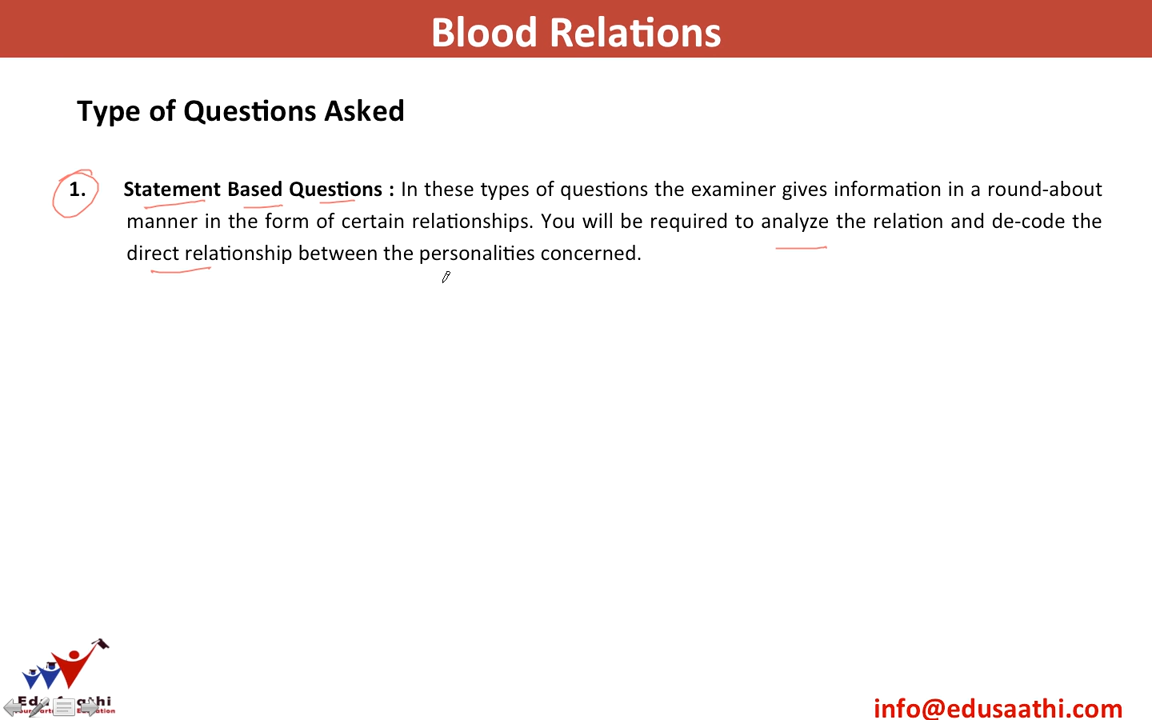 Blood Relations
Type of Questions Asked
1. Statement Based Questions : In these types of questions the examiner gives information in a round-about
manner in the form of certain relationships. You will be required to analyze the relation and de-code the
direct relationship between the personalities concerned.
info@edusaathi.com